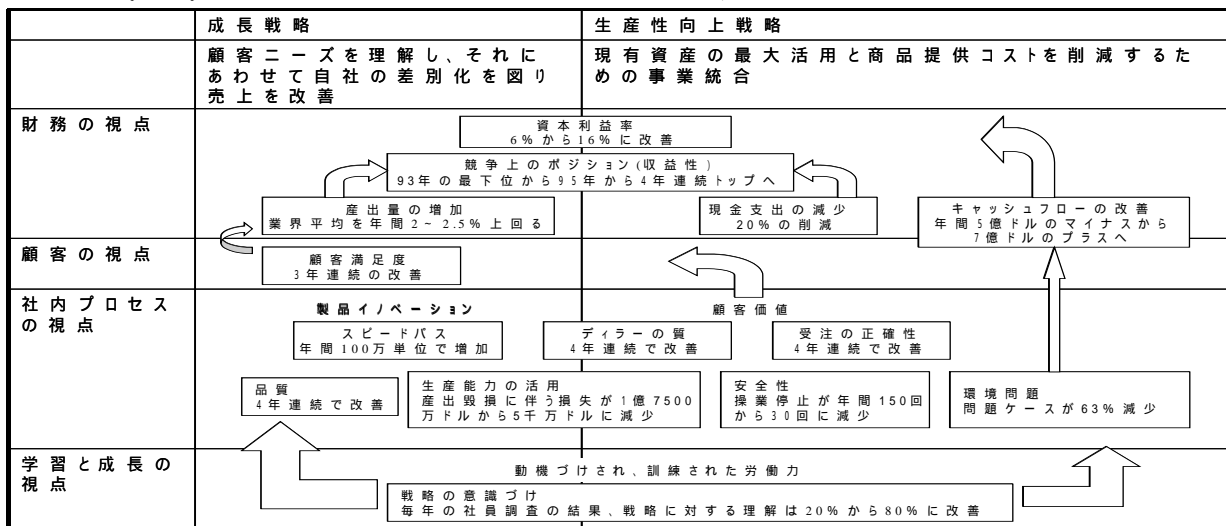 成長戦略
生産性向上戦略
顧客ニーズを理解し、それに
あわせて自社の差別化を図り
売上を改善
現有資産の最大活用と商品提供コストを削減するた
めの事業統合
財務の視点
資本利益率
6%から16%に改善
競争上のポジション(収益性)
93年の最下位から95年から4年連続トップへ
産出量の増加
業界平均を年間2~2.5%上回る
現金支出の減少
20%の削減
キャッシュフローの改善
年間5億ドルのマイナスから
7億ドルのプラスへ
顧客の視点
顧客満足度
3年連続の改善
社内プロセス
の視点
製品イノベーション
顧客価値
スピードパス
年間100万単位で増加
ディラーの質
4年連続で改善
受注の正確性
4年連続で改善
品質
4年連続で改善
生産能力の活用
産出毀損に伴う損失が1億7500
万ドルから5千万ドルに減少
安全性
操業停止が年間150回
から30回に減少
環境問題
問題ケースが63%減少
学習と成長の
視点
動機づけされ、訓練された労働力
戦略の意識づけ
毎年の社員調査の結果、戦略に対する理解は20%から80%に改善